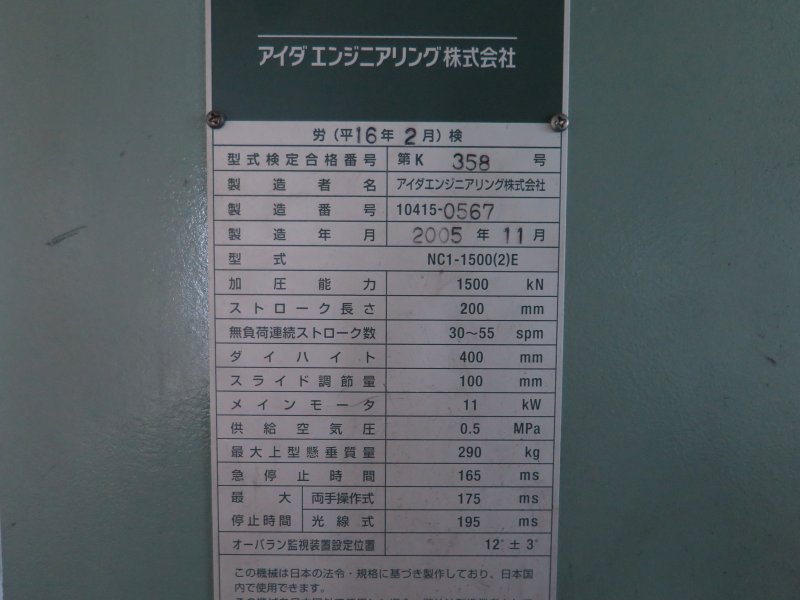 アイダエンジニアリング株式会社
労(平16年2月)検
型式検定合格番号 第K 358 号
製造者名 アイダエンジニアリング株式会社
製造番号 10415-0567
製造年月 2005年11月
型式 NC1-1500(2)E
加圧能力 1500 kN
ストローク長さ 200 mm
無負荷連続ストローク数 30～55 spm
ダイハイト 400 mm
スライド調節量 100 mm
メインモータ 11 kW
供給空気圧 0.5 MPa
最大上型懸垂質量 290 kg
急停止時間 165 ms
最大停止時間 両手操作式 175 ms
光線式 195 ms
オーバラン監視装置設定位置 12°±3°
この機械は日本の法令・規格に基づき製作しており、日本国
内で使用できます。